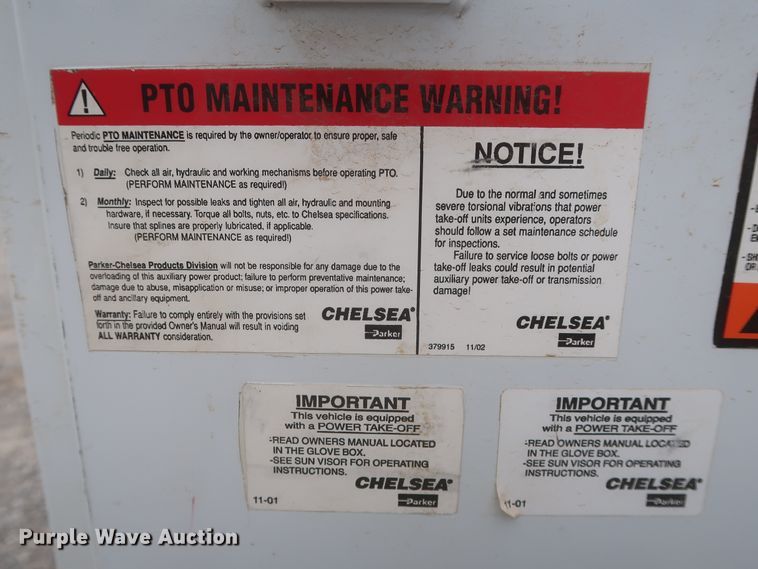 PTO MAINTENANCE WARNING!
Periodic PTO MAINTENANCE is required by the owner/operator to ensure proper, safe
and trouble free operation.
1) Daily: Check all air, hydraulic and working mechanisms before operating PTO.
(PERFORM MAINTENANCE as required!)
2) Monthly: Inspect for possible leaks and tighten all air, hydraulic and mounting
hardware, if necessary. Torque all bolts, nuts, etc. to Chelsea specifications.
Insure that splines are properly lubricated, if applicable.
(PERFORM MAINTENANCE as required!)
Parker-Chelsea Products Division will not be responsible for any damage due to the
overloading of this auxiliary power product; failure to perform preventative maintenance;
damage due to abuse, misapplication or misuse; or improper operation of this power take-
off and ancillary equipment.
Warranty: Failure to comply entirely with the provisions set
forth in the provided Owner's Manual will result in voiding
ALL WARRANTY consideration.
CHELSEA
Parker
NOTICE!
Due to the normal and sometimes
severe torsional vibrations that power
take-off units experience, operators
should follow a set maintenance schedule
for inspections.
Failure to service loose bolts or power
take-off leaks could result in potential
auxiliary power take-off or transmission
damage!
CHELSEA
Parker
379915 11/02
IMPORTANT
This vehicle is equipped
with a POWER TAKE-OFF
-READ OWNERS MANUAL LOCATED
IN THE GLOVE BOX.
-SEE SUN VISOR FOR OPERATING
INSTRUCTIONS.
CHELSEA
11-01 Parker
IMPORTANT
This vehicle is equipped
with a POWER TAKE-OFF
-READ OWNERS MANUAL LOCATED
IN THE GLOVE BOX.
-SEE SUN VISOR FOR OPERATING
INSTRUCTIONS.
CHELSEA
11-01 Parker
Purple Wave Auction